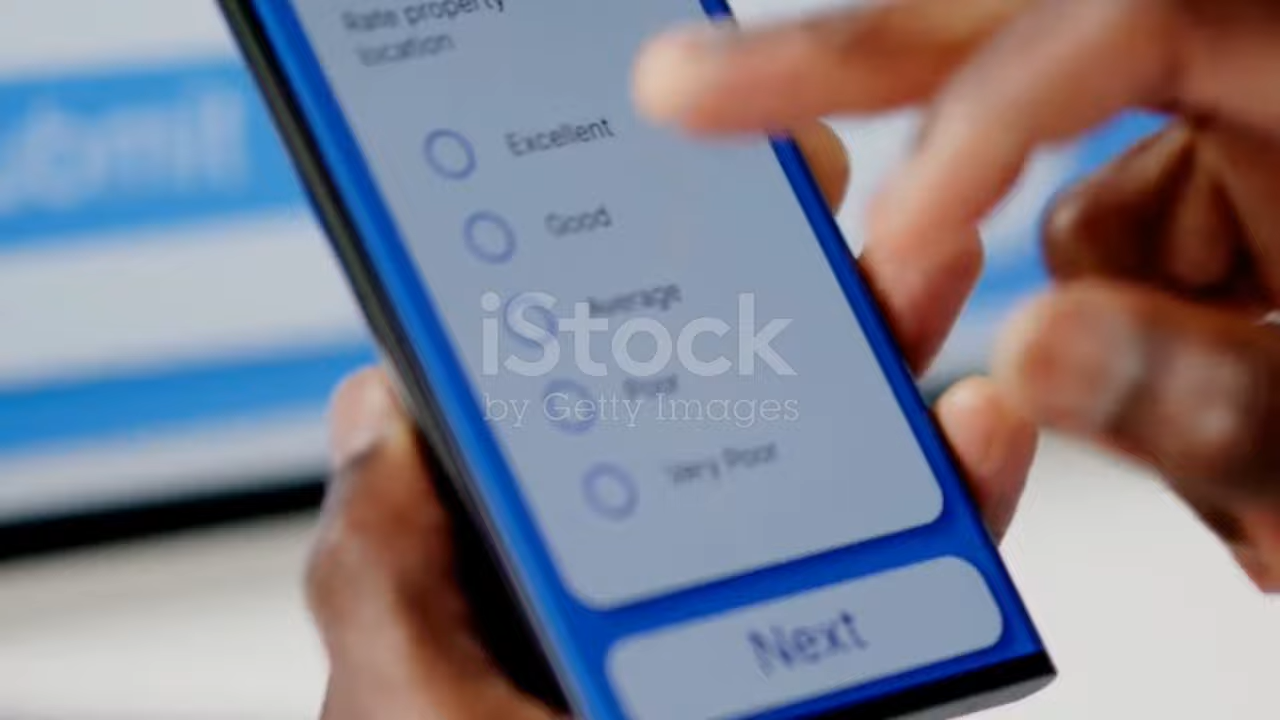 Rate property
location
Excellent
Good
Average
Poor
Very Poor
Next
iStock
by Getty Images